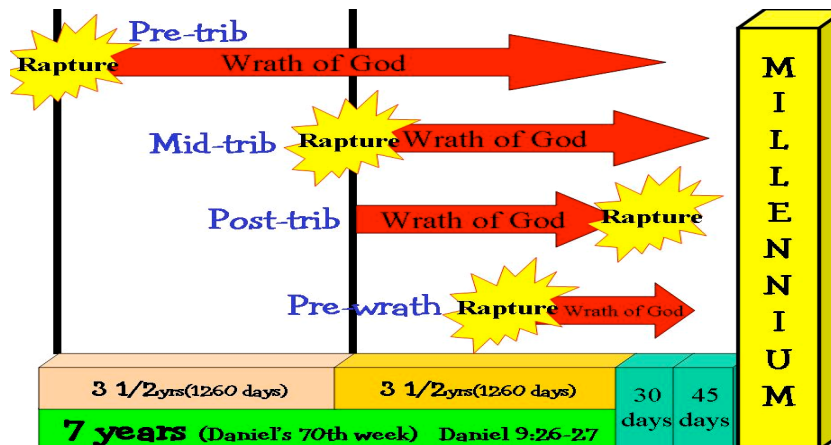 Pre-trib
Rapture
Wrath of God
Mid-trib
Rapture
Wrath of God
Post-trib
Wrath of God
Rapture
Pre-wrath
Rapture
Wrath of God
3 1/2yrs(1260 days)
3 1/2yrs(1260 days)
30
days
45
days
7 years (Daniel's 70th week) Daniel 9:26-27
MILLENNIUM